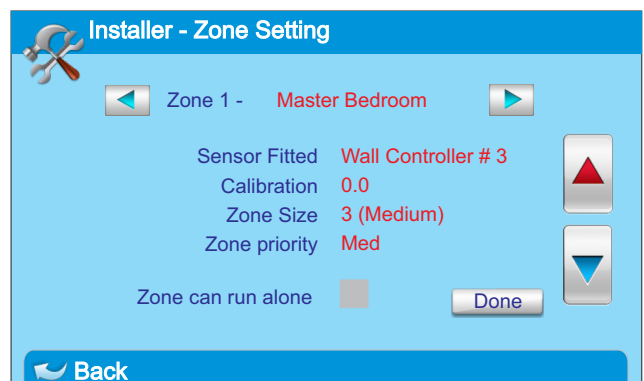 Installer - Zone Setting
Zone 1 - Master Bedroom
Sensor Fitted Wall Controller # 3
Calibration 0.0
Zone Size 3 (Medium)
Zone priority Med
Zone can run alone
Done
Back